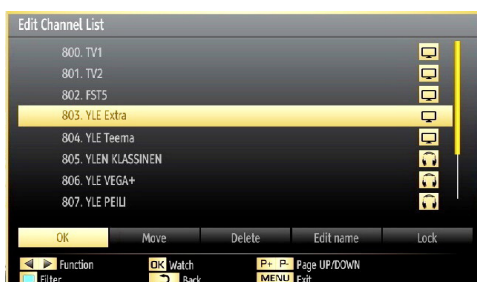 Edit Channel List
800. TV1
801. TV2
802. FST5
803. YLE Extra
804. YLE Teema
805. YLEN KLASSINEN
806. YLE VEGA+
807. YLE PEILI
OK Move Delete Edit name Lock
Function OK Watch P+ P- Page UP/DOWN
Filter Back MENU Exit